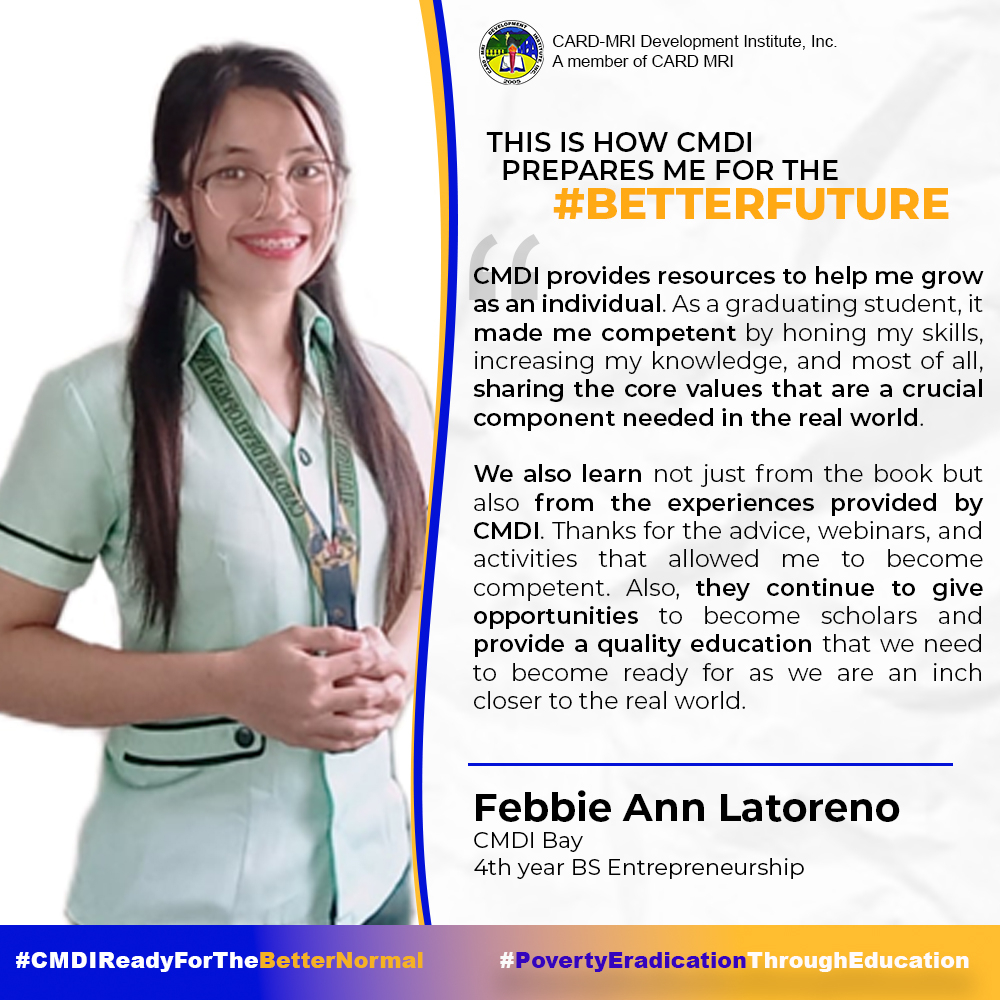 CARD-MRI Development Institute, Inc.
A member of CARD MRI
THIS IS HOW CMDI
PREPARES ME FOR THE
#BETTERFUTURE
“
CMDI provides resources to help me grow
as an individual. As a graduating student, it
made me competent by honing my skills,
increasing my knowledge, and most of all,
sharing the core values that are a crucial
component needed in the real world.
We also learn not just from the book but
also from the experiences provided by
CMDI. Thanks for the advice, webinars, and
activities that allowed me to become
competent. Also, they continue to give
opportunities to become scholars and
provide a quality education that we need
to become ready for as we are an inch
closer to the real world.
Febbie Ann Latoreno
CMDI Bay
4th year BS Entrepreneurship
#CMDIReadyForTheBetterNormal
#PovertyEradicationThroughEducation